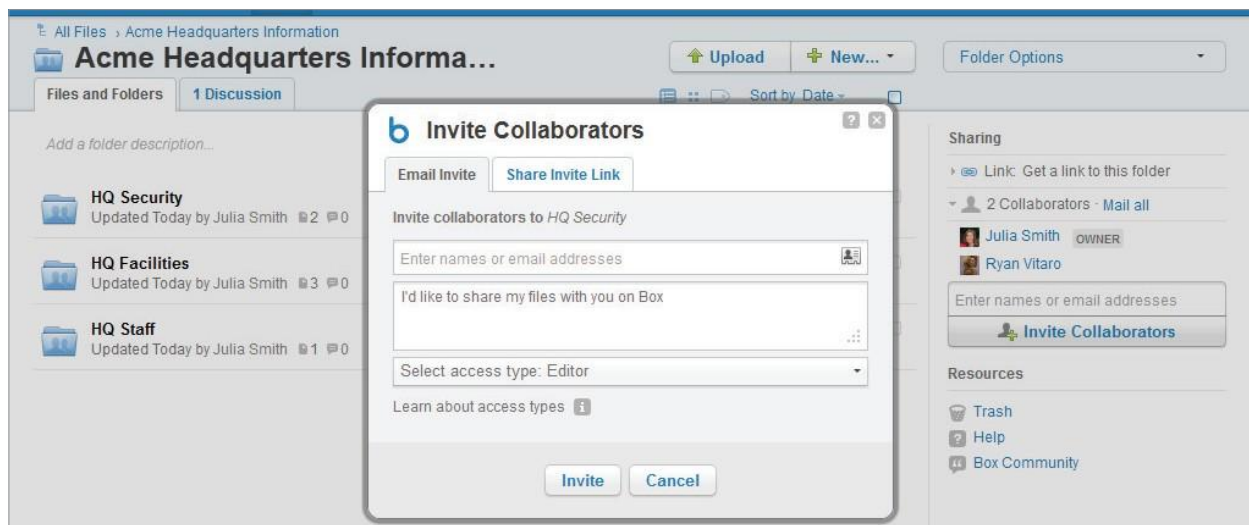 All Files › Acme Headquarters Information
Acme Headquarters Informa...
Upload
New...
Folder Options
Files and Folders
1 Discussion
Sort by Date
Add a folder description...
HQ Security
Updated Today by Julia Smith 2 0
HQ Facilities
Updated Today by Julia Smith 3 0
HQ Staff
Updated Today by Julia Smith 1 0
b Invite Collaborators
Email Invite
Share Invite Link
Invite collaborators to HQ Security
Enter names or email addresses
I'd like to share my files with you on Box
Select access type: Editor
Learn about access types
Invite
Cancel
Sharing
Link: Get a link to this folder
2 Collaborators · Mail all
Julia Smith OWNER
Ryan Vitaro
Enter names or email addresses
Invite Collaborators
Resources
Trash
Help
Box Community